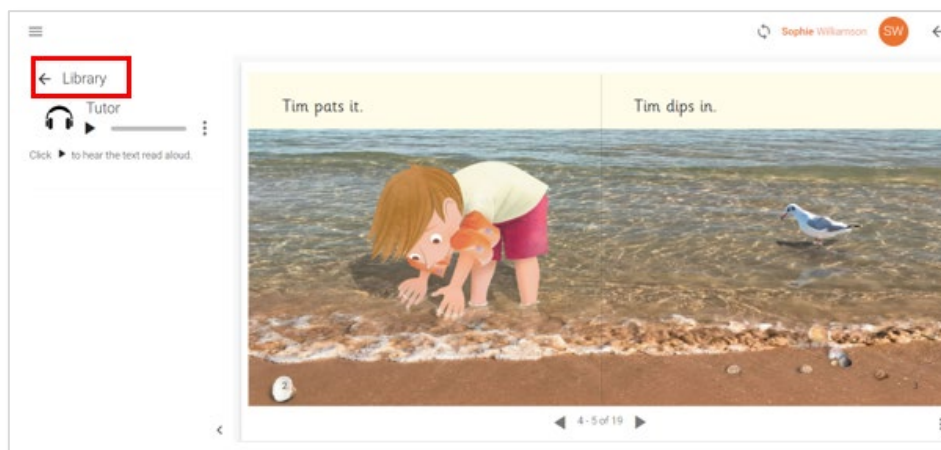 Sophie Williamson SW
Library
Tutor
Click ▶ to hear the text read aloud.
Tim pats it.
Tim dips in.
2
3
4 - 5 of 19